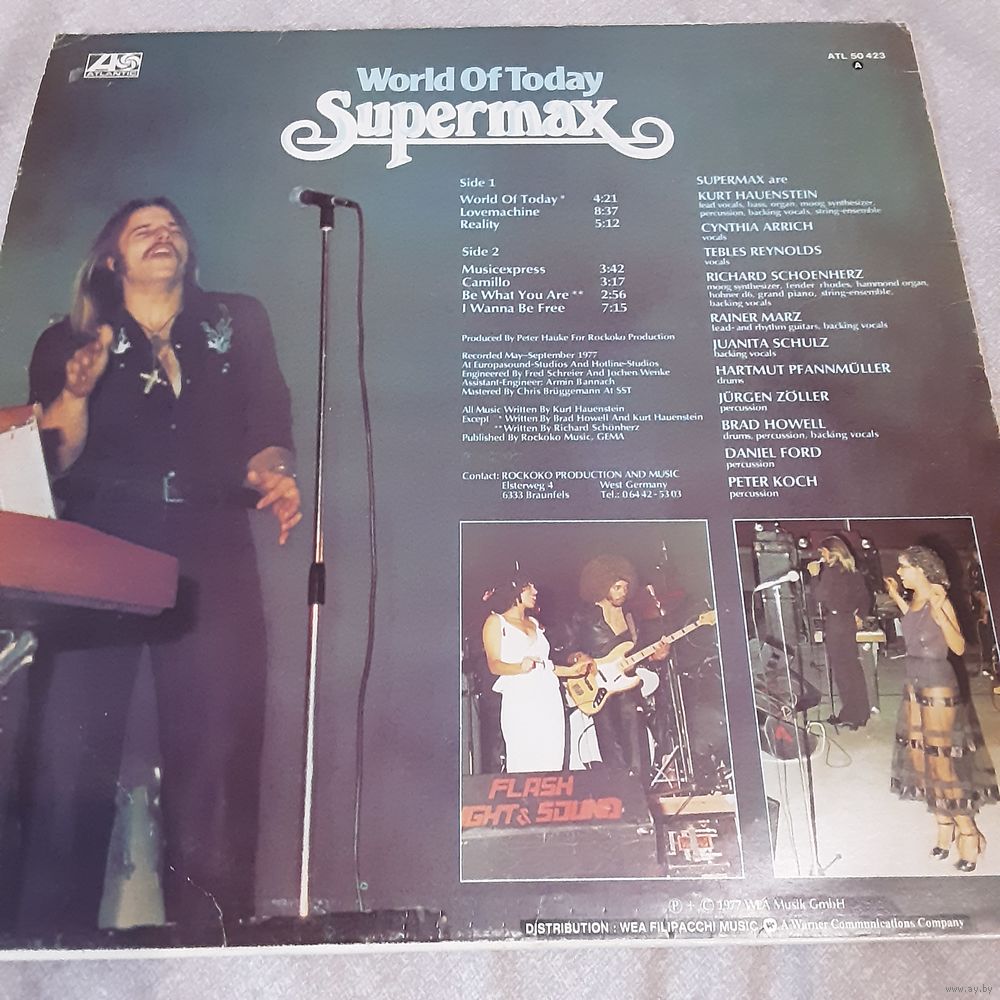 ATLANTIC
ATL 50 423
A
World Of Today
Supermax
Side 1
World Of Today * 4:21
Lovemachine 8:37
Reality 5:12
Side 2
Musicexpress 3:42
Camillo 3:17
Be What You Are ** 2:56
I Wanna Be Free 7:15
Produced By Peter Hauke For Rockoko Production
Recorded May–September 1977
At Europasound-Studios And Hotline-Studios
Engineered By Fred Schreier And Jochen Wenke
Assistant-Engineer: Armin Bannach
Mastered By Chris Brüggemann At SST
All Music Written By Kurt Hauenstein
Except * Written By Brad Howell And Kurt Hauenstein
** Written By Richard Schönherz
Published By Rockoko Music, GEMA
Contact: ROCKOKO PRODUCTION AND MUSIC
Elsterweg 4 West Germany
6333 Braunfels Tel.: 0 64 42 - 53 03
SUPERMAX are
KURT HAUENSTEIN
lead vocals, bass, organ, moog synthesizer,
percussion, backing vocals, string-ensemble
CYNTHIA ARRICH
vocals
TEBLES REYNOLDS
vocals
RICHARD SCHOENHERZ
moog synthesizer, fender rhodes, hammond organ,
hohner d6, grand piano, string-ensemble,
backing vocals
RAINER MARZ
lead- and rhythm guitars, backing vocals
JUANITA SCHULZ
backing vocals
HARTMUT PFANNMÜLLER
drums
JÜRGEN ZÖLLER
percussion
BRAD HOWELL
drums, percussion, backing vocals
DANIEL FORD
percussion
PETER KOCH
percussion
FLASH
IGHT & SOUND
Ⓟ + © 1977 WEA Musik GmbH
DISTRIBUTION : WEA FILIPACCHI MUSIC A Warner Communications Company
www.ay.by